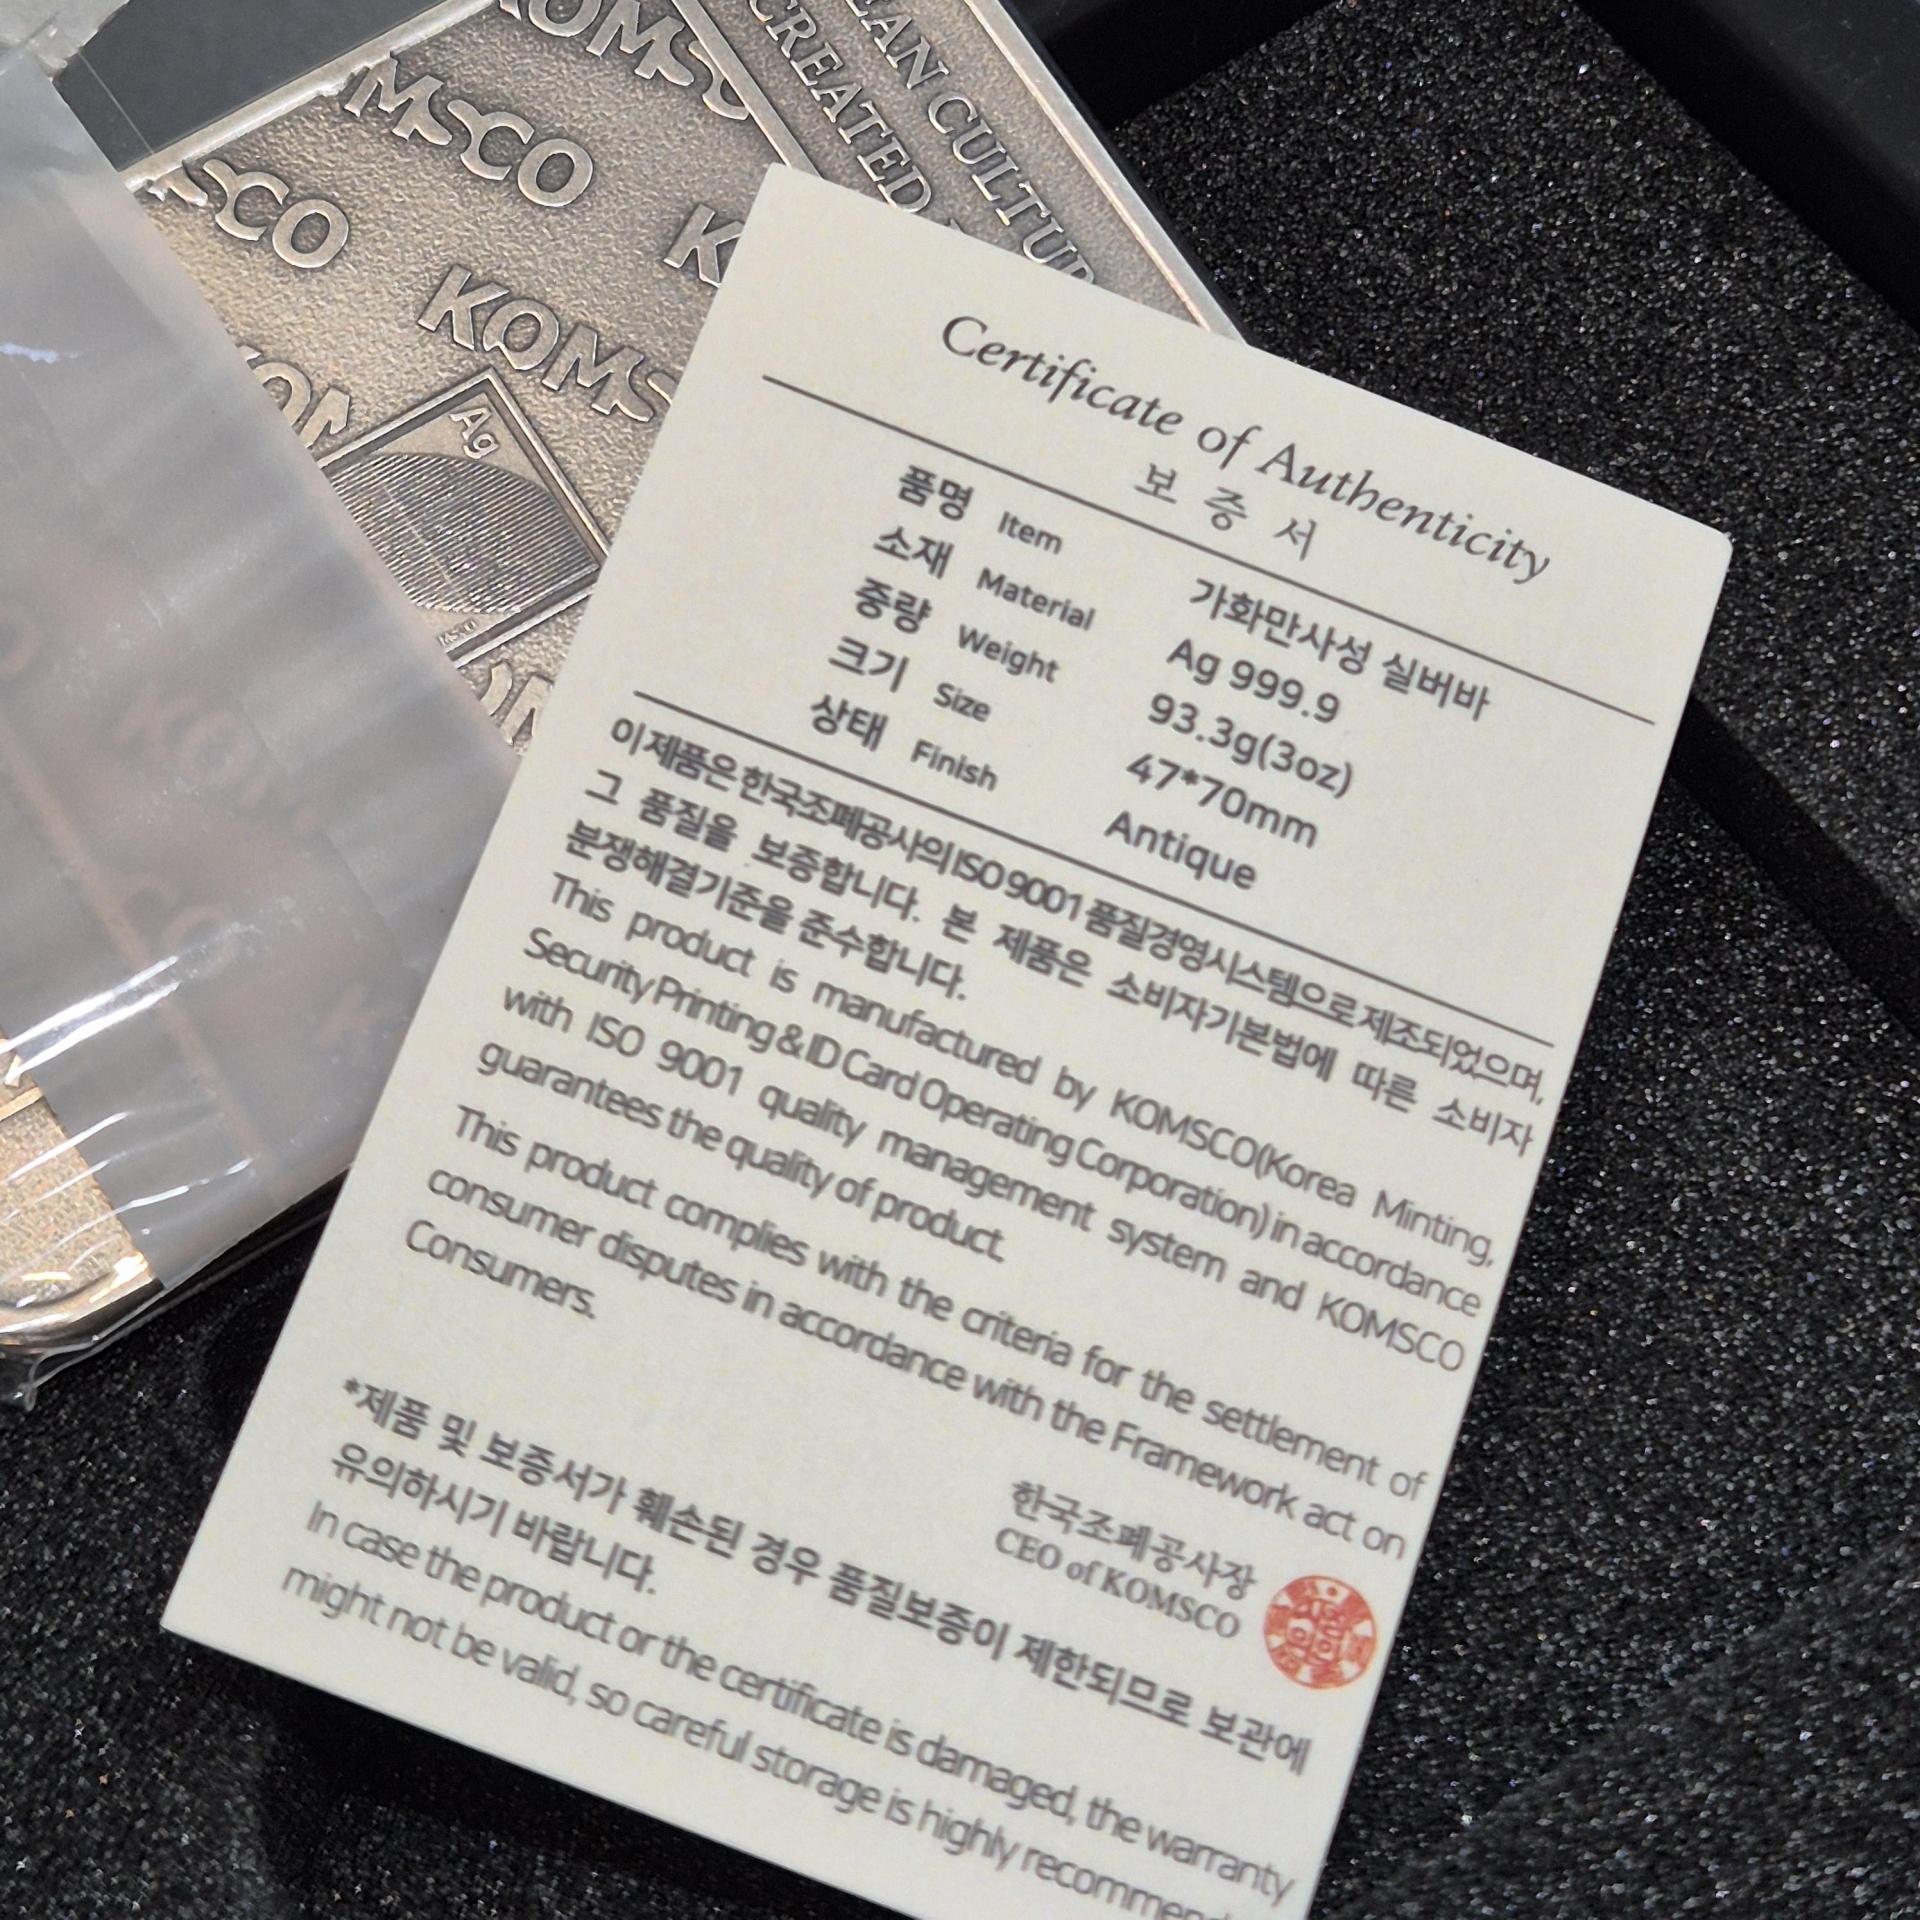 KOMSCO
MSCO
SCO
KOMS
Ag
EAN CULTUR
CREATED
Certificate of Authenticity
보 증 서
품명 Item 가화만사성 실버바
소재 Material Ag 999.9
중량 Weight 93.3g(3oz)
크기 Size 47*70mm
상태 Finish Antique
이 제품은 한국조폐공사의 ISO 9001 품질경영시스템으로 제조되었으며,
그 품질을 보증합니다. 본 제품은 소비자기본법에 따른 소비자
분쟁해결기준을 준수합니다.
This product is manufactured by KOMSCO(Korea Minting,
Security Printing & ID Card Operating Corporation) in accordance
with ISO 9001 quality management system and KOMSCO
guarantees the quality of product.
This product complies with the criteria for the settlement of
consumer disputes in accordance with the Framework act on
Consumers.
한국조폐공사장
CEO of KOMSCO
*제품 및 보증서가 훼손된 경우 품질보증이 제한되므로 보관에
유의하시기 바랍니다.
In case the product or the certificate is damaged, the warranty
might not be valid, so careful storage is highly recommend